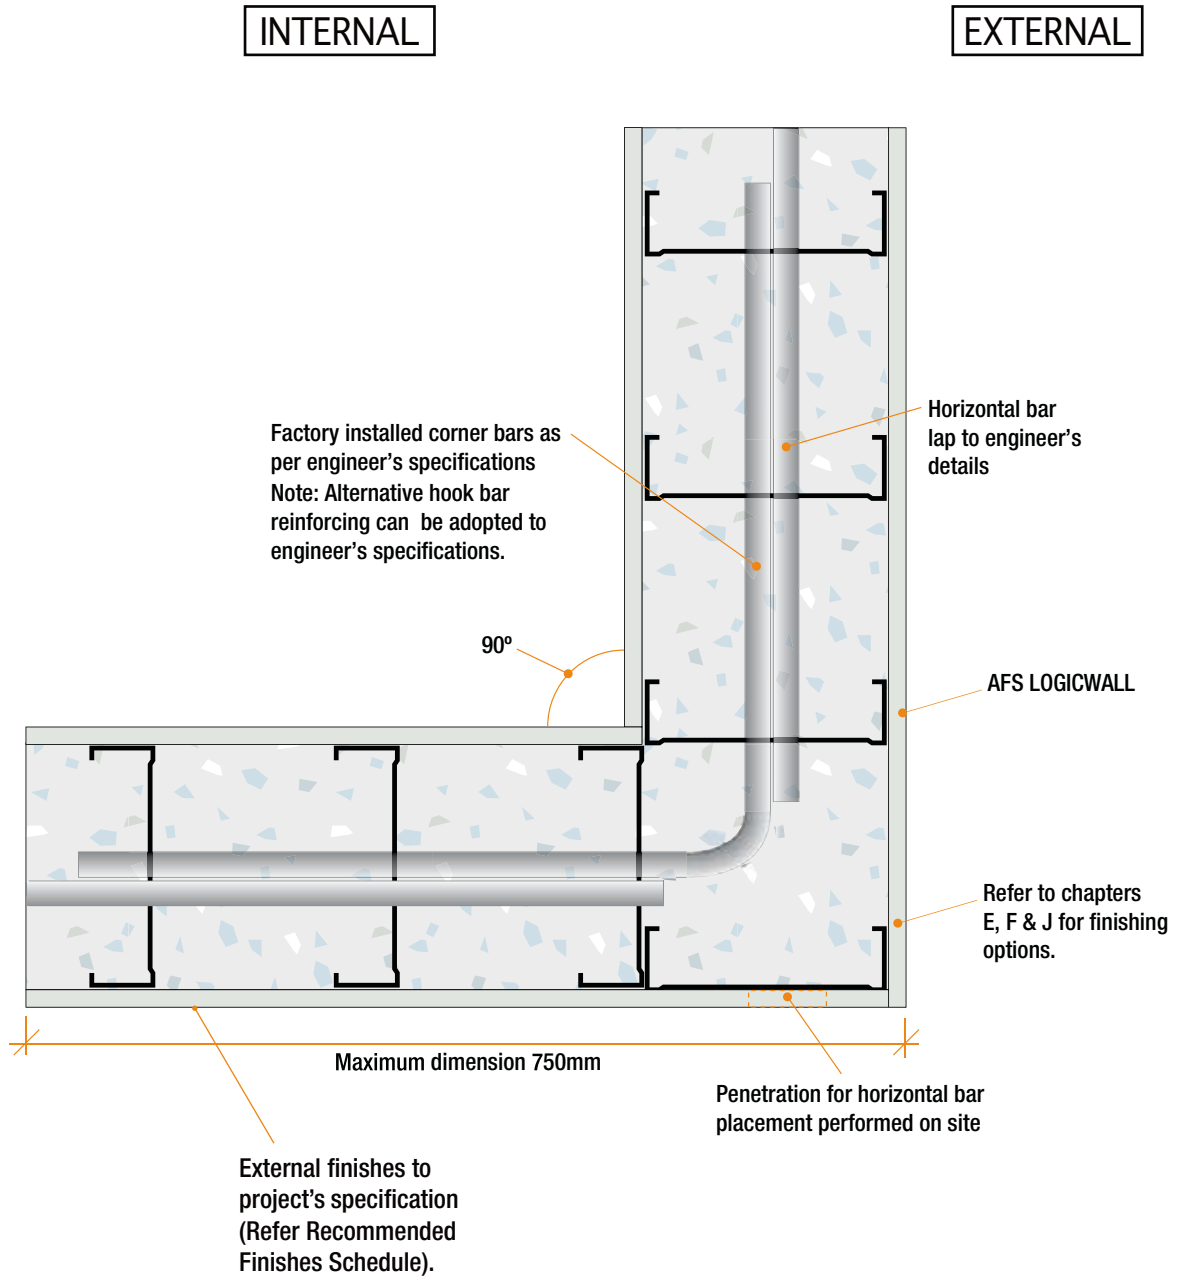 INTERNAL
EXTERNAL
Factory installed corner bars as
per engineer's specifications
Note: Alternative hook bar
reinforcing can  be adopted to
engineer's specifications.
Horizontal bar
lap to engineer's
details
90º
AFS LOGICWALL
Refer to chapters
E, F & J for finishing
options.
Maximum dimension 750mm
Penetration for horizontal bar
placement performed on site
External finishes to
project's specification
(Refer Recommended
Finishes Schedule).